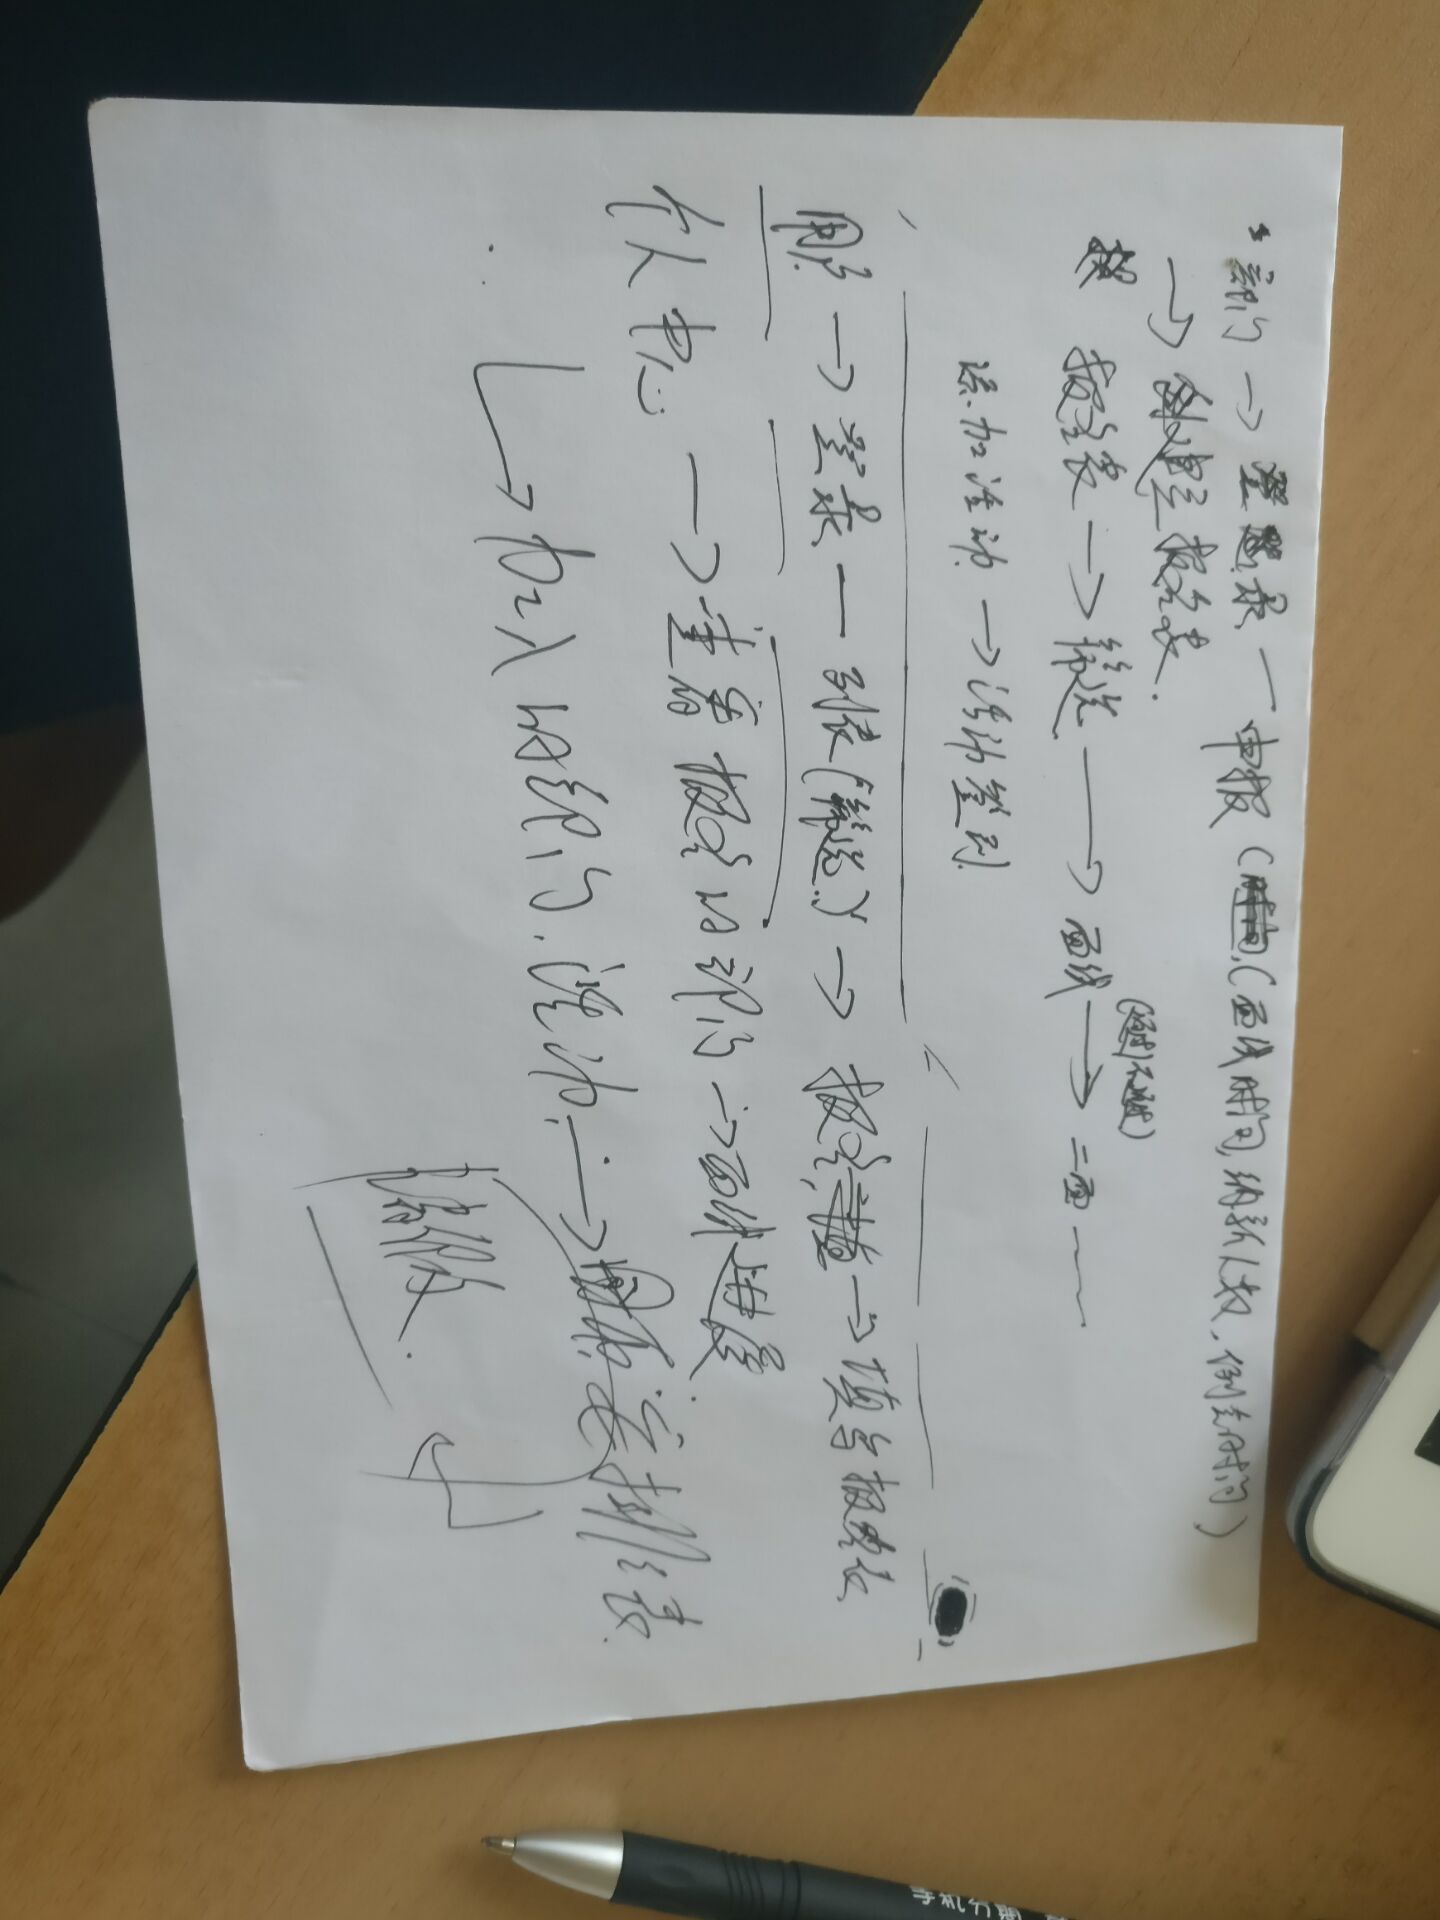 部门 → 登录 — 申报 (面试时间, 纳新人数, 例会时间)
→ 创建报名表.
报名表 → 筛选 → 面试 → 二面
(通过/不通过)
添加活动 → 活动签到
用户 → 登录 — 列表(筛选) → 报名, → 填写报名表
个人中心 → 查看报名的部门 → 面试进度.
加入的部门, 活动, → 安排表.
请假.
手机行